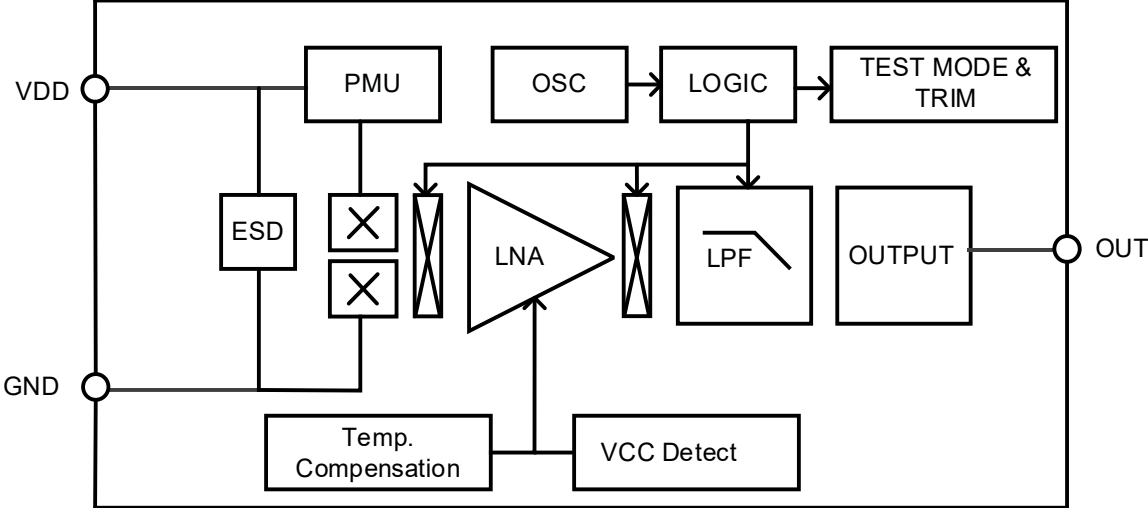 VDD
PMU
OSC
LOGIC
TEST MODE &
TRIM
ESD
LNA
LPF
OUTPUT
OUT
GND
Temp.
Compensation
VCC Detect